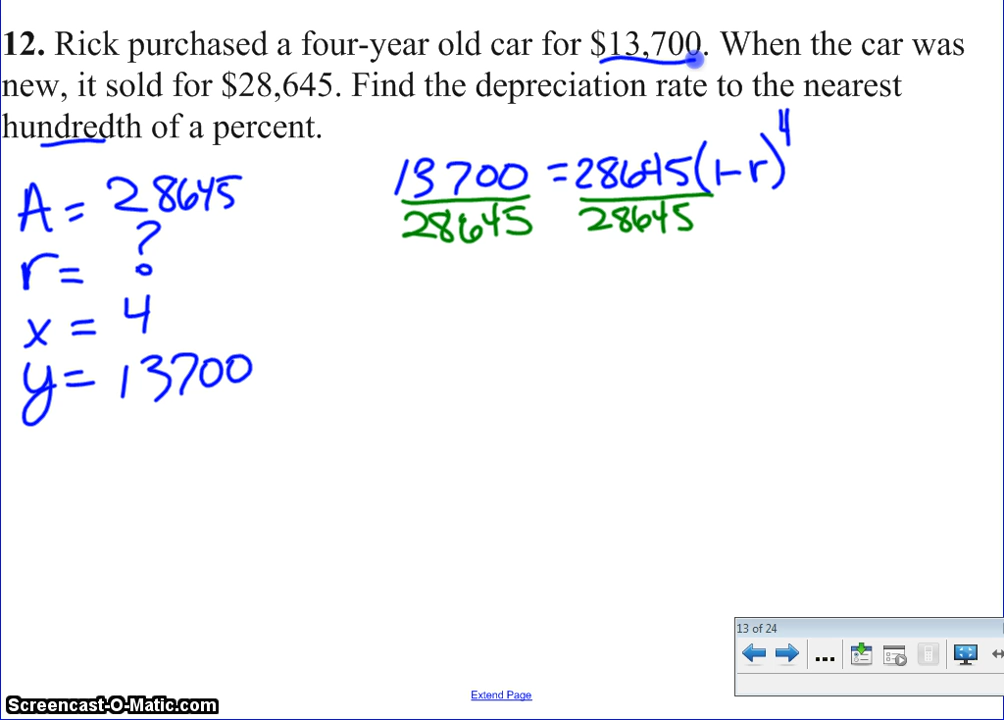 12. Rick purchased a four-year old car for $13,700. When the car was
new, it sold for $28,645. Find the depreciation rate to the nearest
hundredth of a percent.
13700 = 28645(1-r)^4
28645 28645
A = 28645
r = ?
x = 4
y = 13700
13 of 24
...
Extend Page
Screencast-O-Matic.com